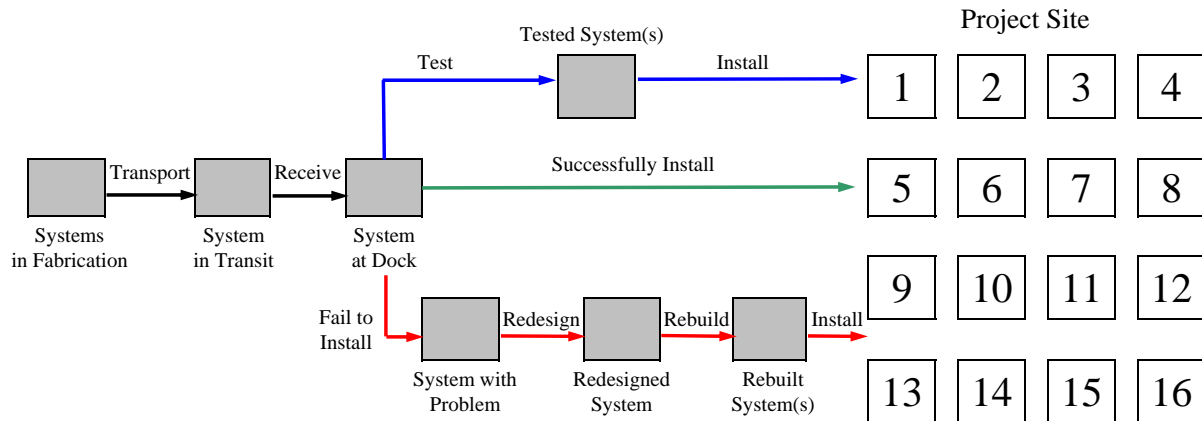 Project Site
Tested System(s)
Test
Install
1 2 3 4
Transport
Receive
Successfully Install
5 6 7 8
Systems
in Fabrication
System
in Transit
System
at Dock
9 10 11 12
Fail to
Install
Redesign
Rebuild
Install
System with
Problem
Redesigned
System
Rebuilt
System(s)
13 14 15 16